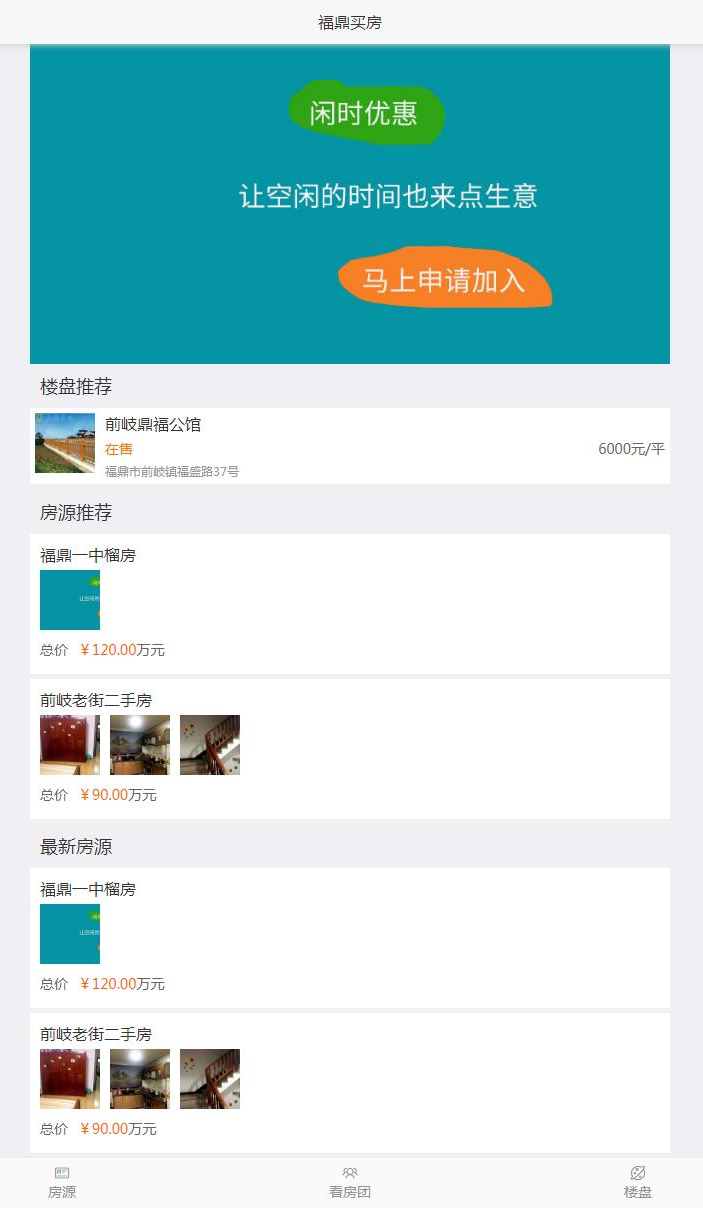 福鼎买房
闲时优惠
让空闲的时间也来点生意
马上申请加入
楼盘推荐
前岐鼎福公馆
在售
6000元/平
福鼎市前岐镇福盛路37号
房源推荐
福鼎一中榴房
总价 ￥120.00万元
前岐老街二手房
总价 ￥90.00万元
最新房源
福鼎一中榴房
总价 ￥120.00万元
前岐老街二手房
总价 ￥90.00万元
房源
看房团
楼盘